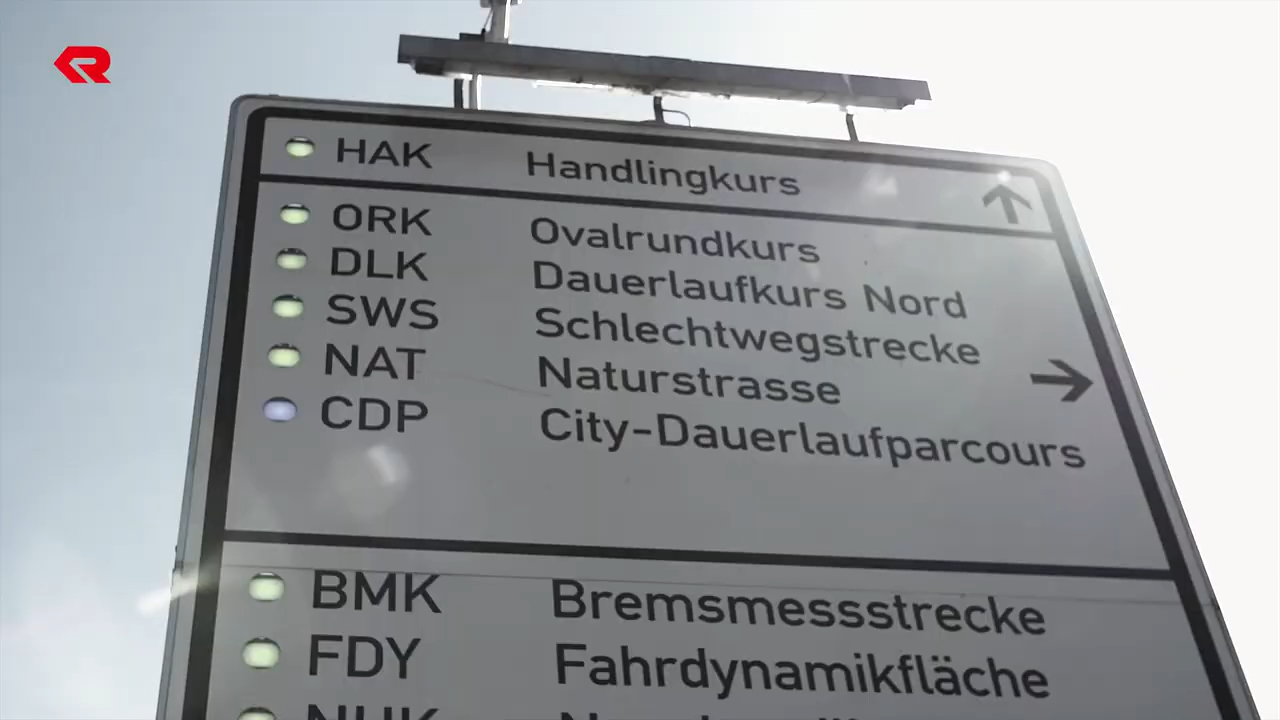 HAK Handlingkurs
ORK Ovalrundkurs
DLK Dauerlaufkurs Nord
SWS Schlechtwegstrecke
NAT Naturstrasse
CDP City-Dauerlaufparcours
BMK Bremsmessstrecke
FDY Fahrdynamikfläche